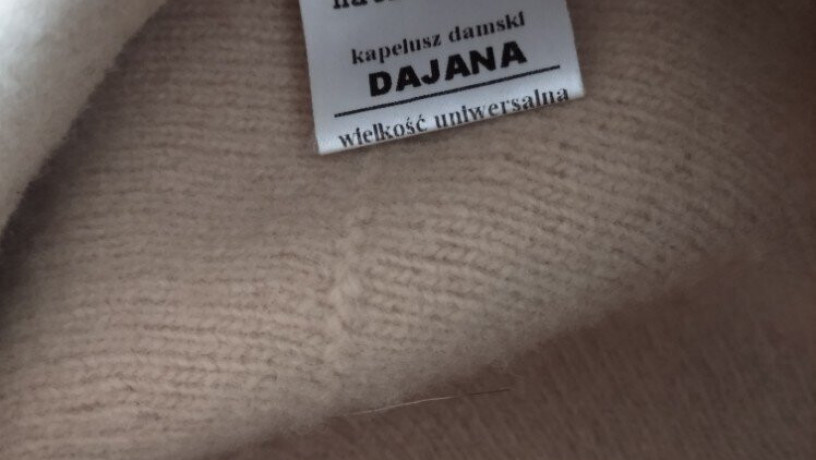 kapelusz damski
DAJANA
wielkość uniwersalna